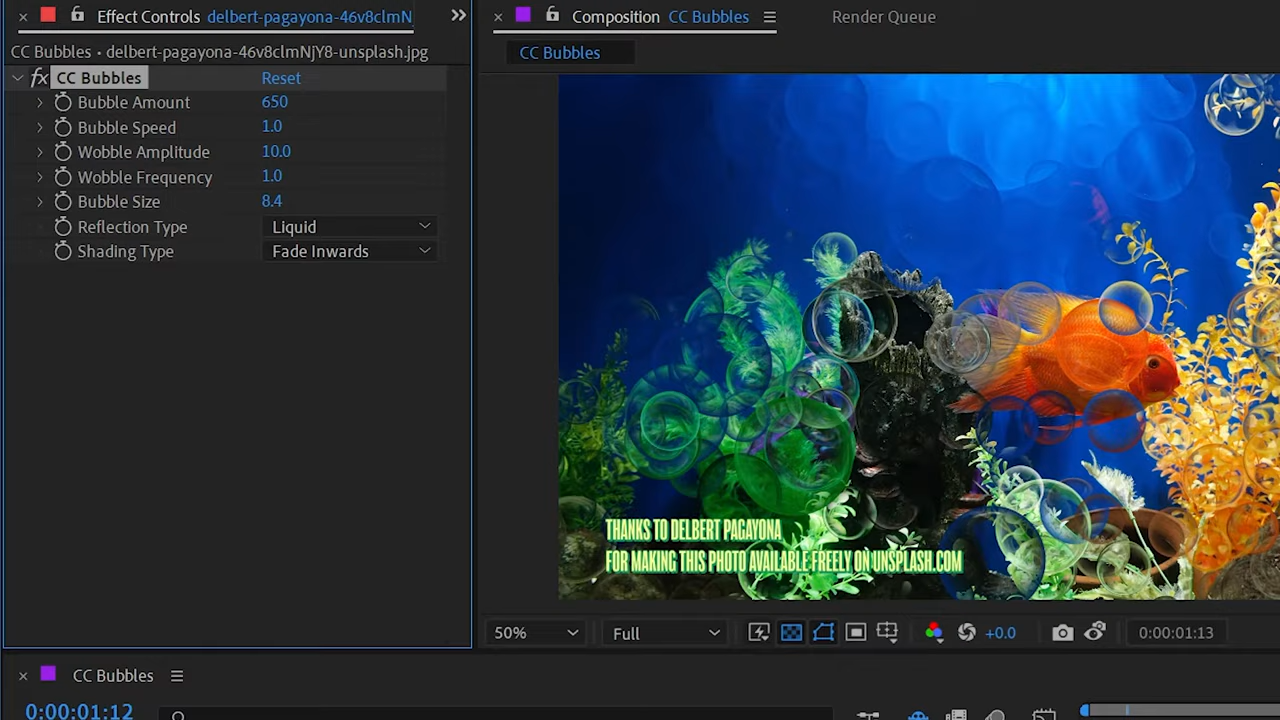 Effect Controls delbert-pagayona-46v8clmN
Composition CC Bubbles
Render Queue
CC Bubbles • delbert-pagayona-46v8clmNjY8-unsplash.jpg
CC Bubbles
fx CC Bubbles Reset
Bubble Amount 650
Bubble Speed 1.0
Wobble Amplitude 10.0
Wobble Frequency 1.0
Bubble Size 8.4
Reflection Type Liquid
Shading Type Fade Inwards
THANKS TO DELBERT PAGAYONA
FOR MAKING THIS PHOTO AVAILABLE FREELY ON UNSPLASH.COM
50% Full +0.0 0:00:01:13
CC Bubbles
0:00:01:12